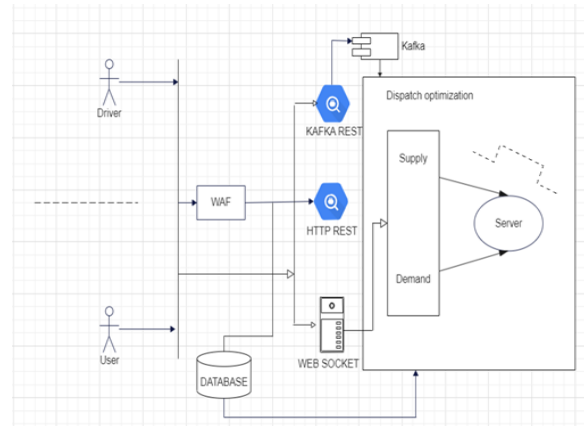 Kafka
Dispatch optimization
Driver
KAFKA REST
Supply
WAF
HTTP REST
Server
Demand
User
WEB SOCKET
DATABASE